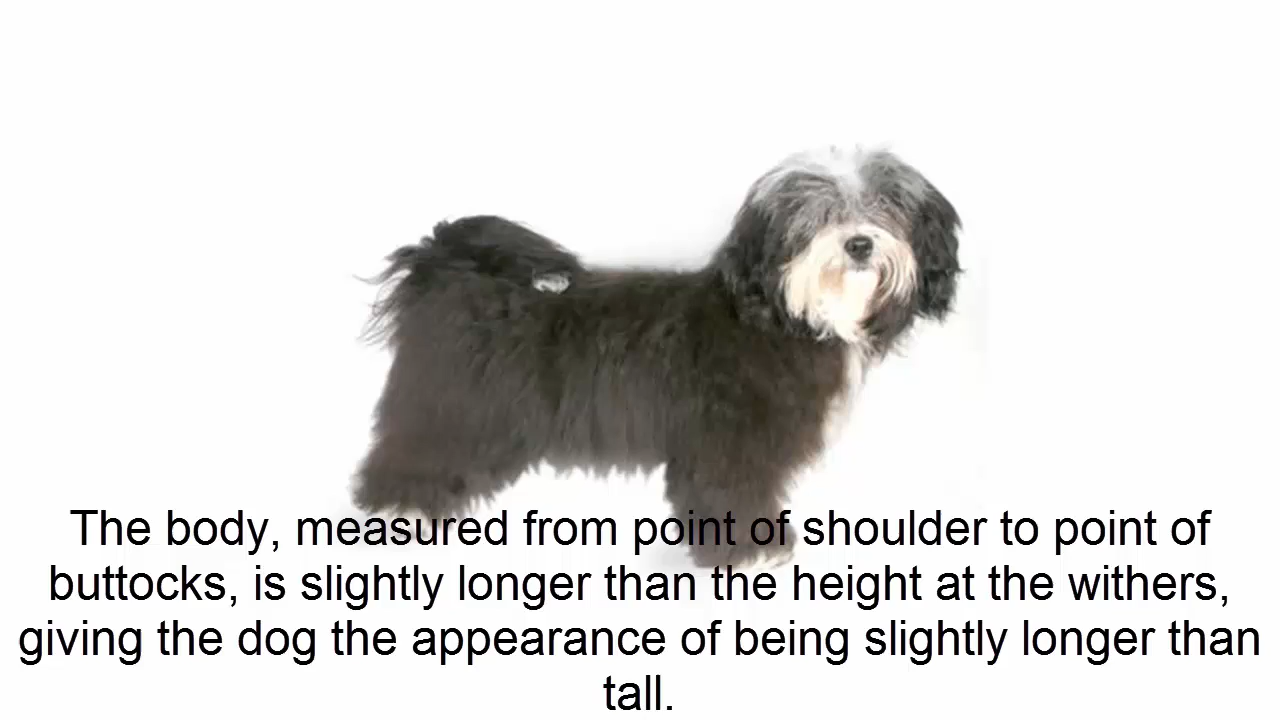 The body, measured from point of shoulder to point of
buttocks, is slightly longer than the height at the withers,
giving the dog the appearance of being slightly longer than
tall.